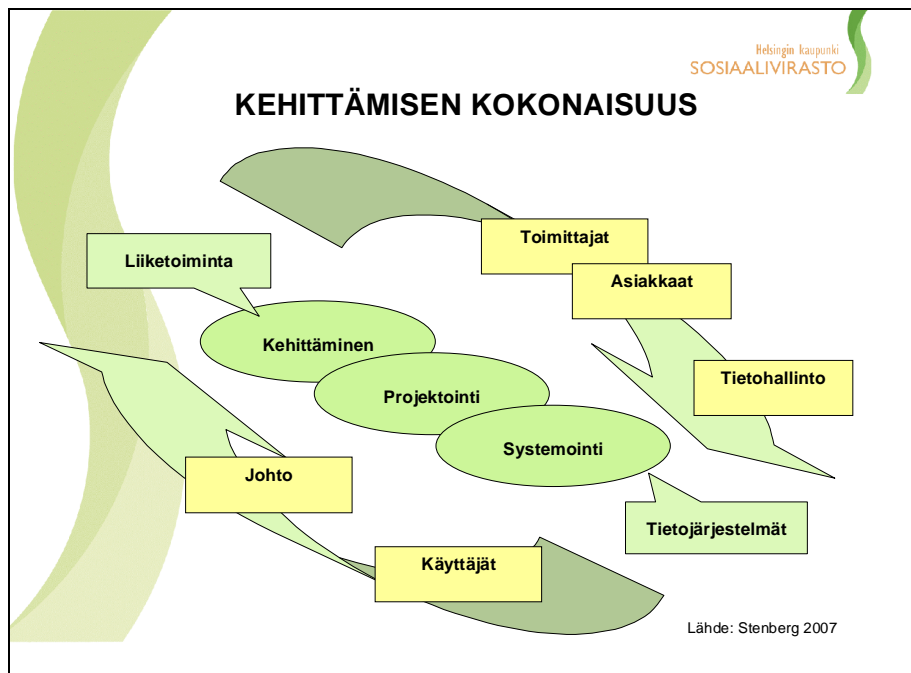 Helsingin kaupunki
SOSIAALIVIRASTO
KEHITTÄMISEN KOKONAISUUS
Toimittajat
Liiketoiminta
Asiakkaat
Kehittäminen
Tietohallinto
Projektointi
Systemointi
Johto
Tietojärjestelmät
Käyttäjät
Lähde: Stenberg 2007